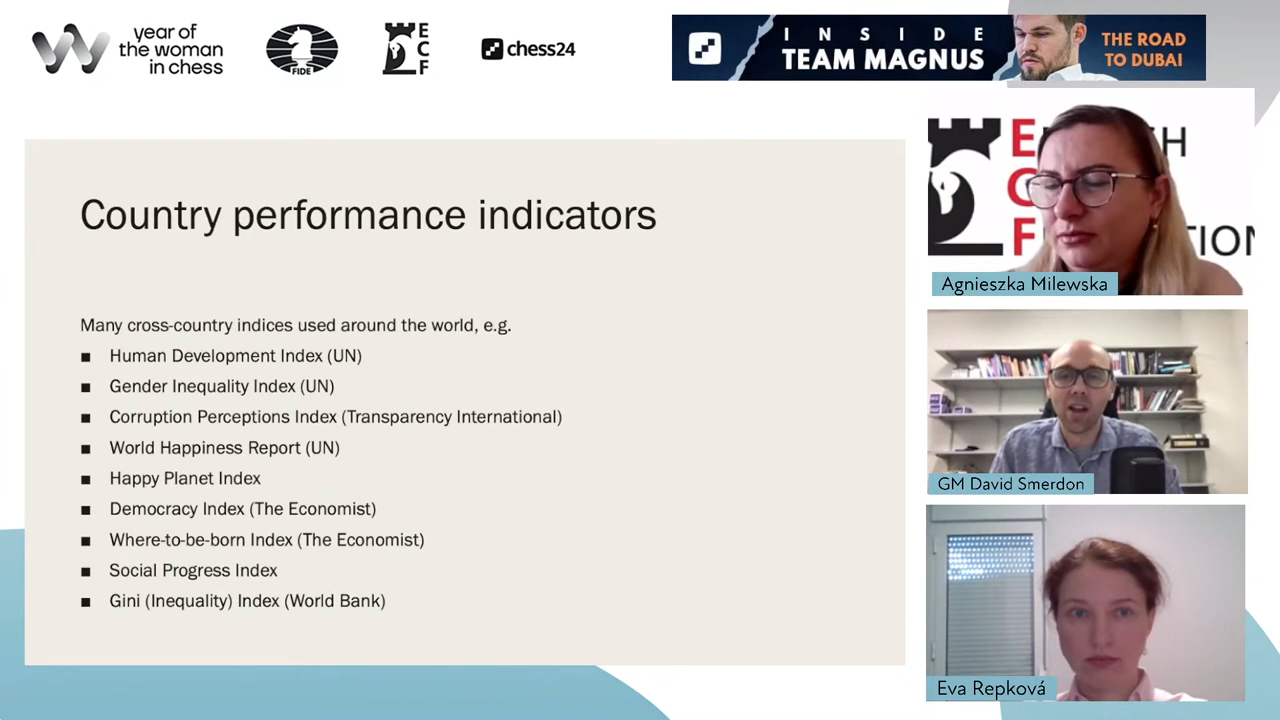 year of
the woman
in chess
FIDE
E
C
F
chess24
INSIDE
TEAM MAGNUS
THE ROAD
TO DUBAI
Country performance indicators
Many cross-country indices used around the world, e.g.
■ Human Development Index (UN)
■ Gender Inequality Index (UN)
■ Corruption Perceptions Index (Transparency International)
■ World Happiness Report (UN)
■ Happy Planet Index
■ Democracy Index (The Economist)
■ Where-to-be-born Index (The Economist)
■ Social Progress Index
■ Gini (Inequality) Index (World Bank)
E H
C
F TION
Agnieszka Milewska
GM David Smerdon
Eva Repková